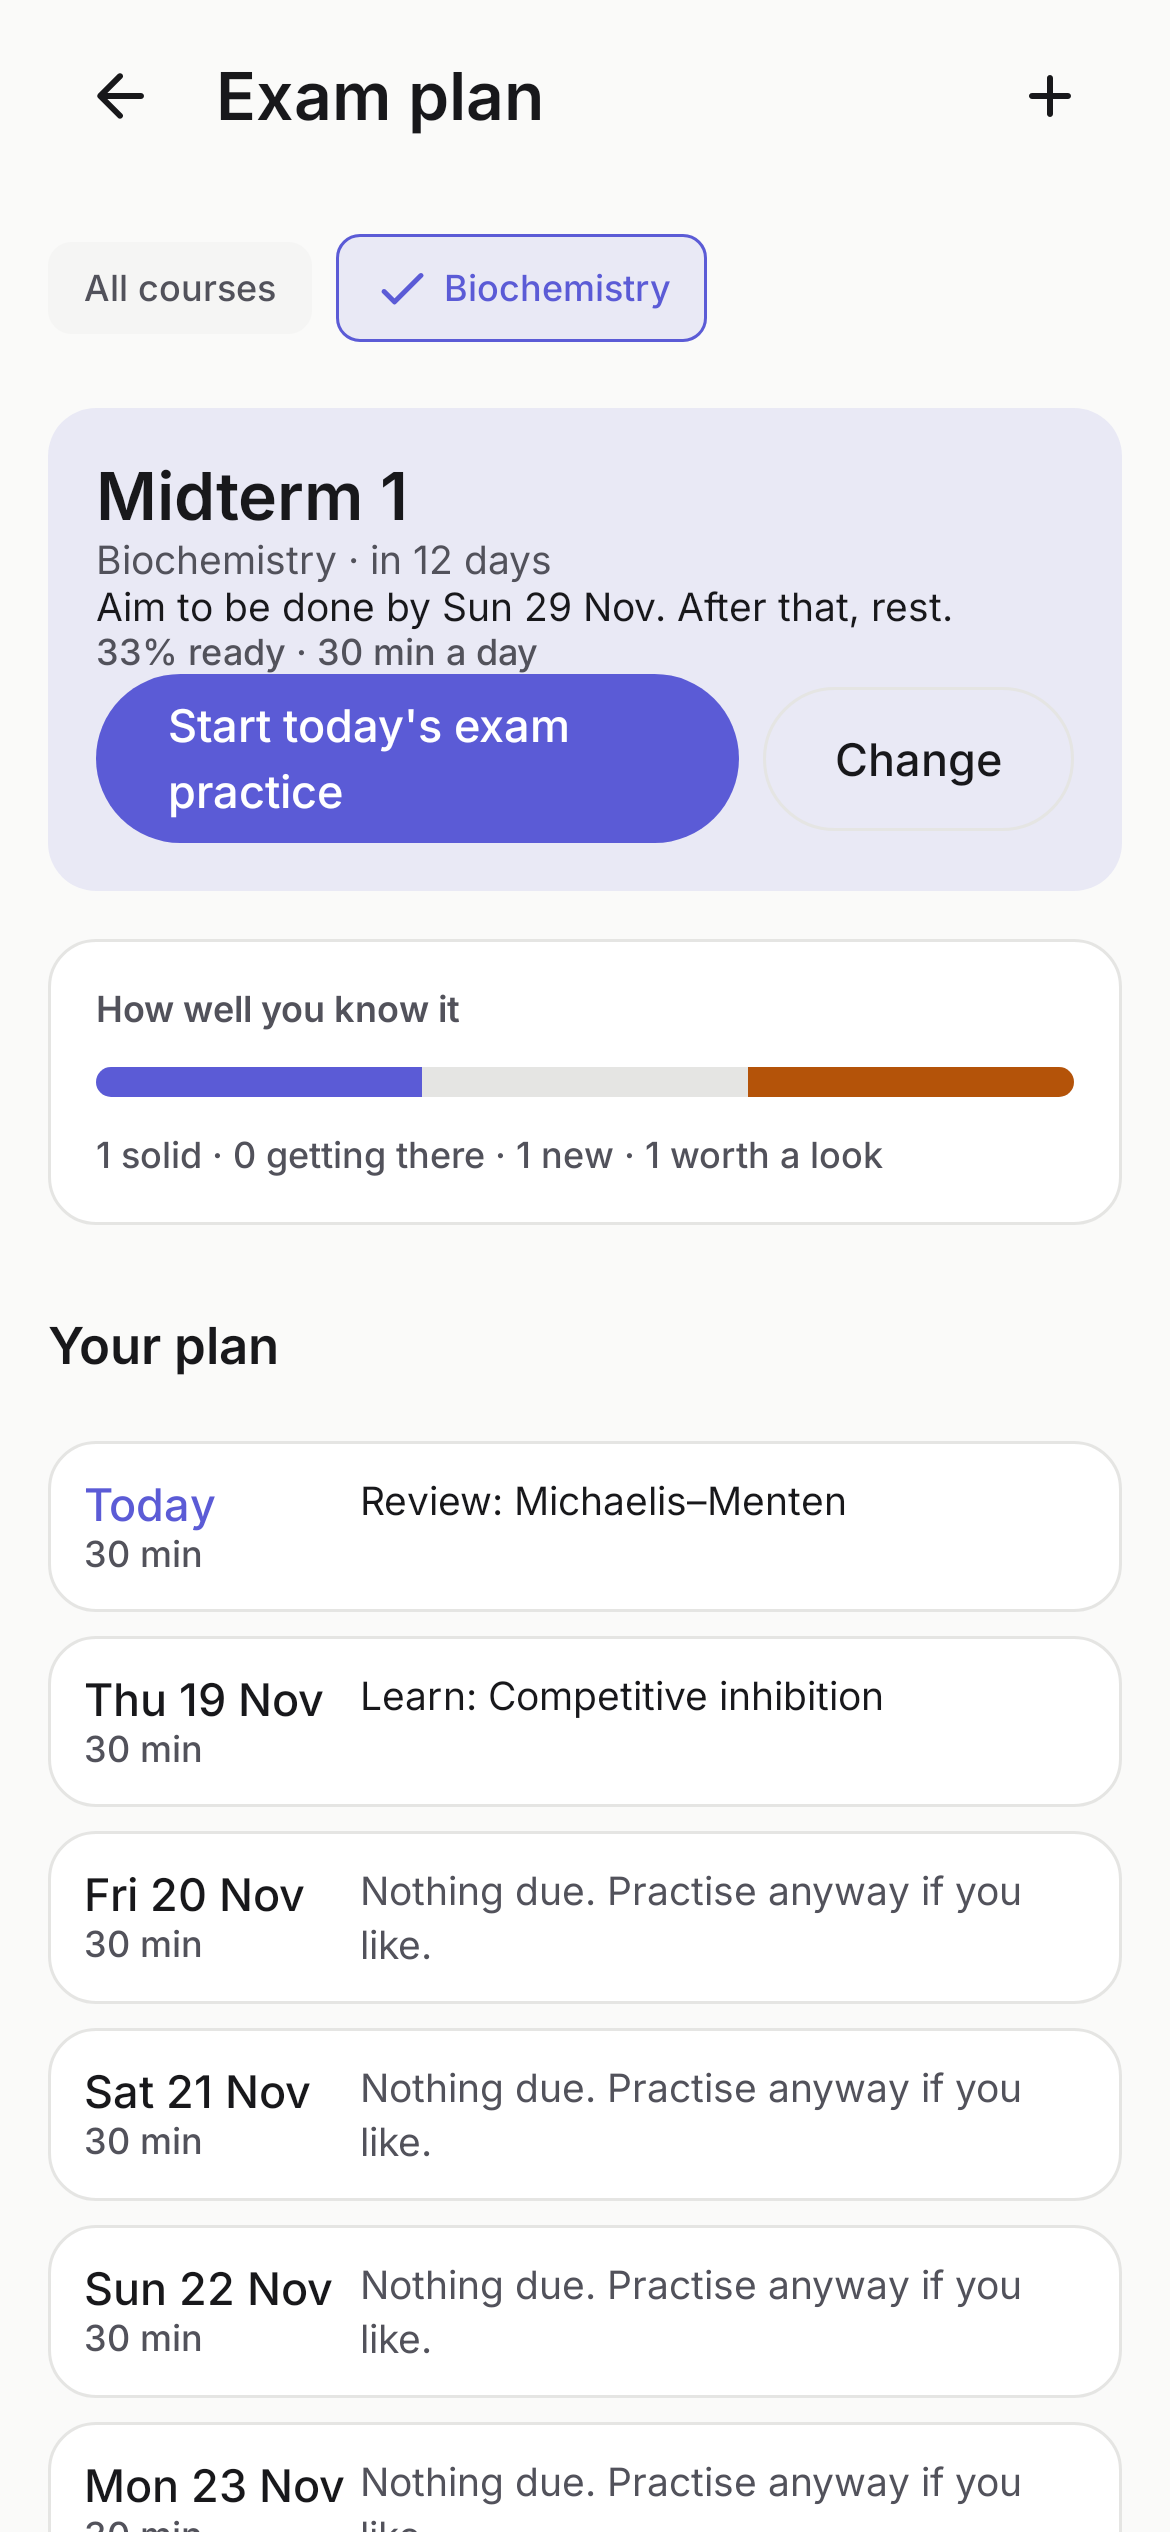 Exam plan
All courses
Biochemistry
Midterm 1
Biochemistry · in 12 days
Aim to be done by Sun 29 Nov. After that, rest.
33% ready · 30 min a day
Start today's exam
practice
Change
How well you know it
1 solid · 0 getting there · 1 new · 1 worth a look
Your plan
Today
Review: Michaelis–Menten
30 min
Thu 19 Nov
Learn: Competitive inhibition
30 min
Fri 20 Nov
Nothing due. Practise anyway if you
like.
30 min
Sat 21 Nov
Nothing due. Practise anyway if you
like.
30 min
Sun 22 Nov
Nothing due. Practise anyway if you
like.
30 min
Mon 23 Nov
Nothing due. Practise anyway if you
like.
30 min